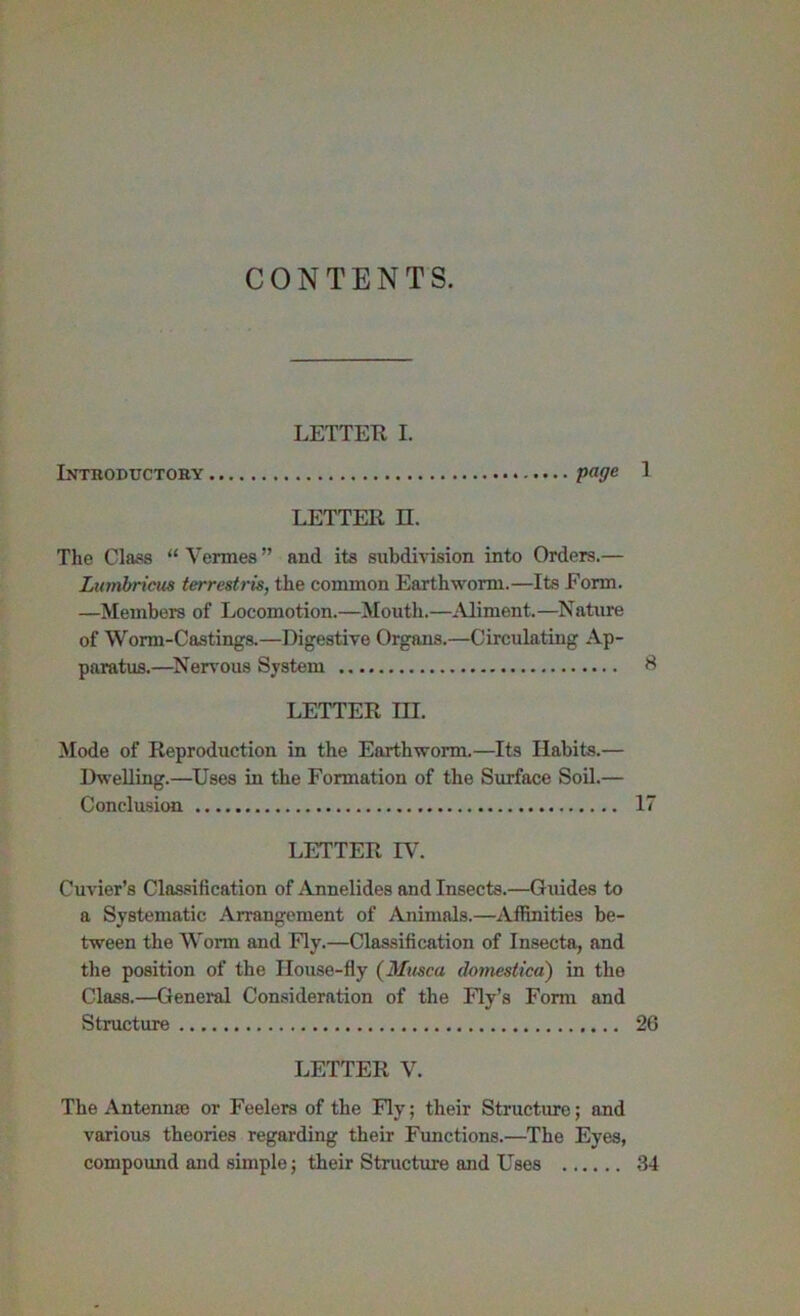 CONTENTS.
LETTER I.
INTRODUCTORY .......................................... page 1
LETTER II.
The Class “Vermes” and its subdivision into Orders.—
Lumbricus terrestris, the common Earthworm.—Its Form.
—Members of Locomotion.—Mouth.—Aliment.—Nature
of Worm-Castings.—Digestive Organs.—Circulating Ap-
paratus.—Nervous System .................................. 8
LETTER III.
Mode of Reproduction in the Earthworm.—Its Habits.—
Dwelling.—Uses in the Formation of the Surface Soil.—
Conclusion .................................................. 17
LETTER IV.
Cuvier’s Classification of Annelides and Insects.—Guides to
a Systematic Arrangement of Animals.—Affinities be-
tween the Worm and Fly.—Classification of Insecta, and
the position of the House-fly (Musca domestica) in the
Class.—General Consideration of the Fly’s Form and
Structure .................................................... 26
LETTER V.
The Antennæ or Feelers of the Fly; their Structure; and
various theories regarding their Functions.—The Eyes,
compound and simple; their Structure and Uses ...... 34